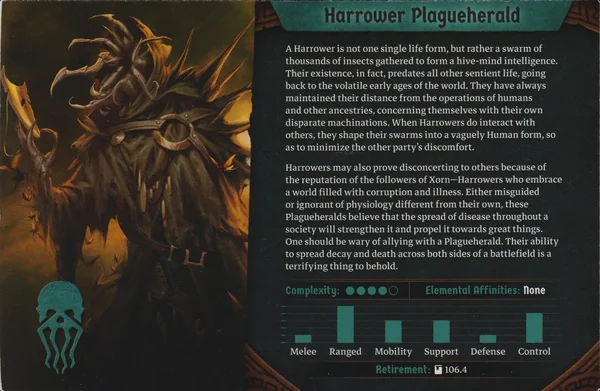 Harrower Plagueherald
A Harrower is not one single life form, but rather a swarm of
thousands of insects gathered to form a hive-mind intelligence.
Their existence, in fact, predates all other sentient life, going
back to the volatile early ages of the world. They have always
maintained their distance from the operations of humans
and other ancestries, concerning themselves with their own
disparate machinations. When Harrowers do interact with
others, they shape their swarms into a vaguely Human form, so
as to minimize the other party's discomfort.
Harrowers may also prove disconcerting to others because of
the reputation of the followers of Xorn—Harrowers who embrace
a world filled with corruption and illness. Either misguided
or ignorant of physiology different from their own, these
Plagueheralds believe that the spread of disease throughout a
society will strengthen it and propel it towards great things.
One should be wary of allying with a Plagueherald. Their ability
to spread decay and death across both sides of a battlefield is a
terrifying thing to behold.
Complexity: Elemental Affinities: None
Melee Ranged Mobility Support Defense Control
Retirement: 106.4